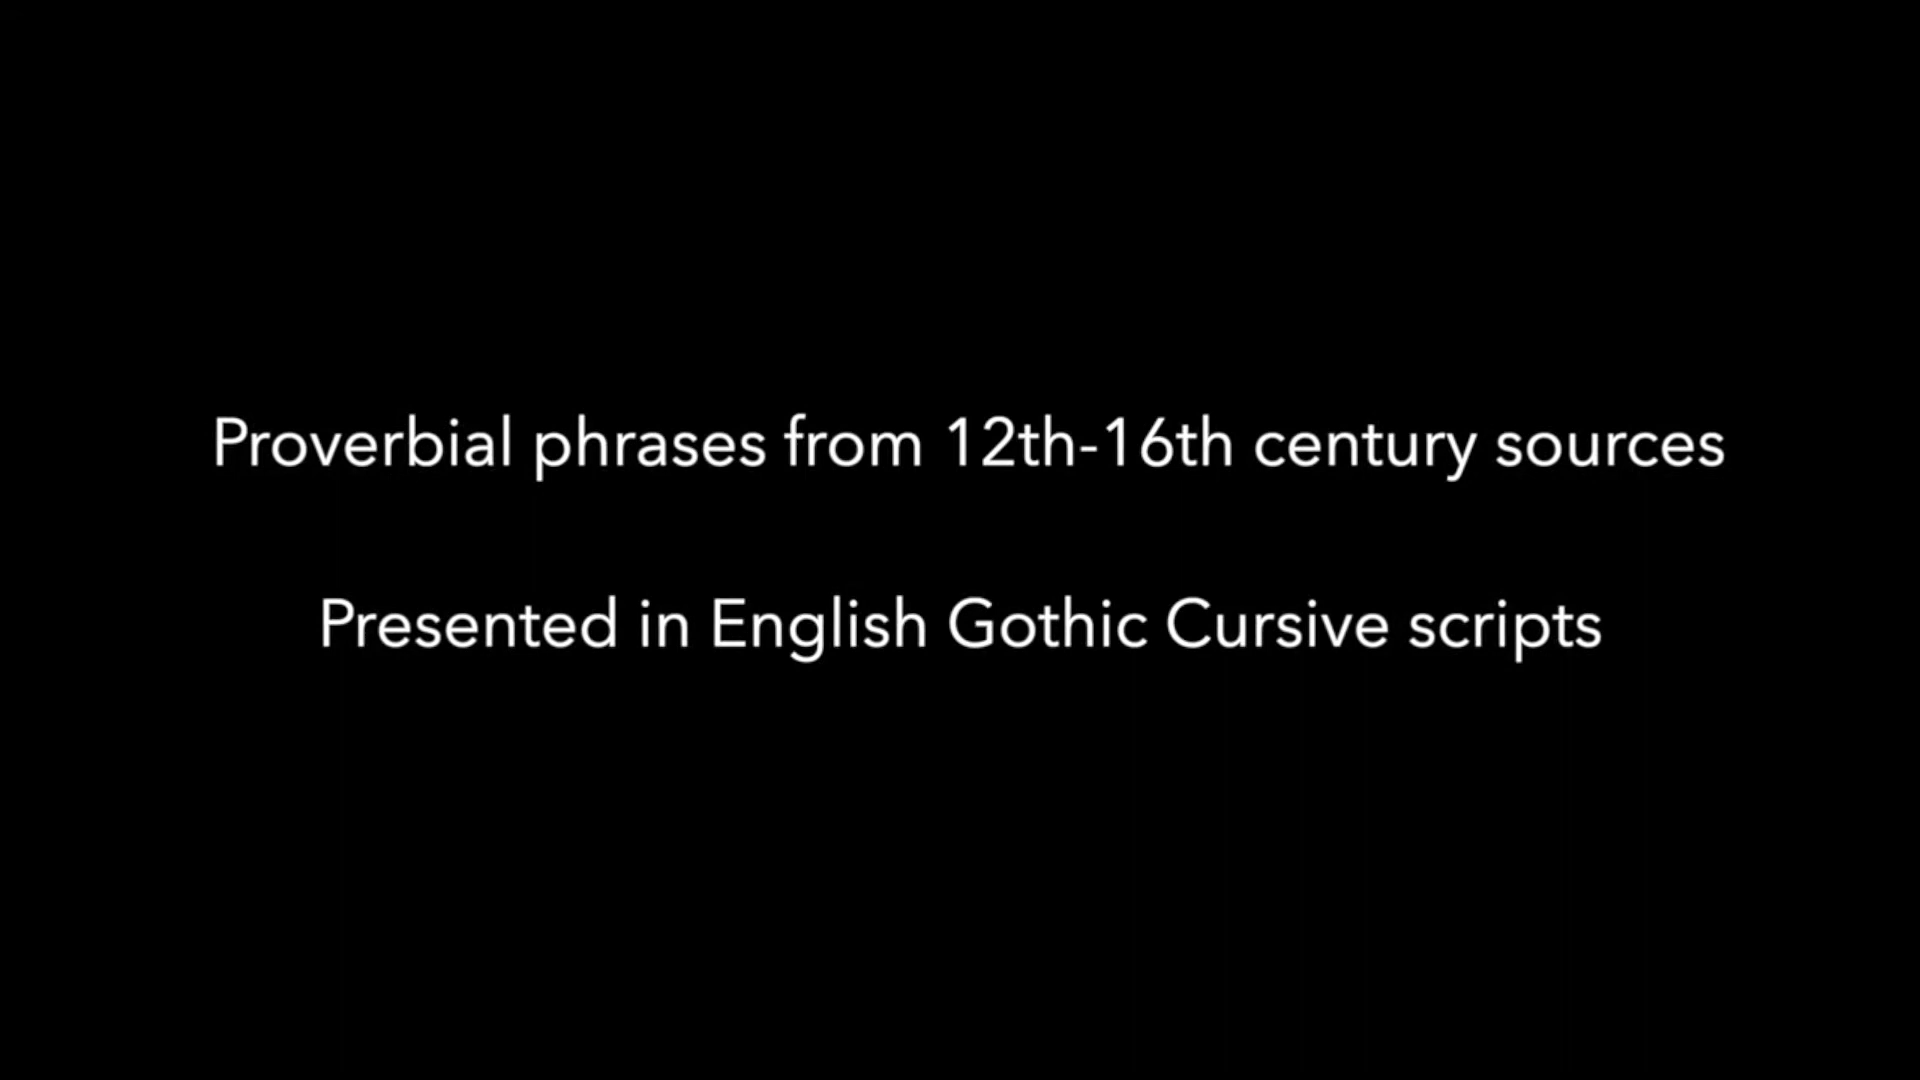 Proverbial phrases from 12th-16th century sources
Presented in English Gothic Cursive scripts